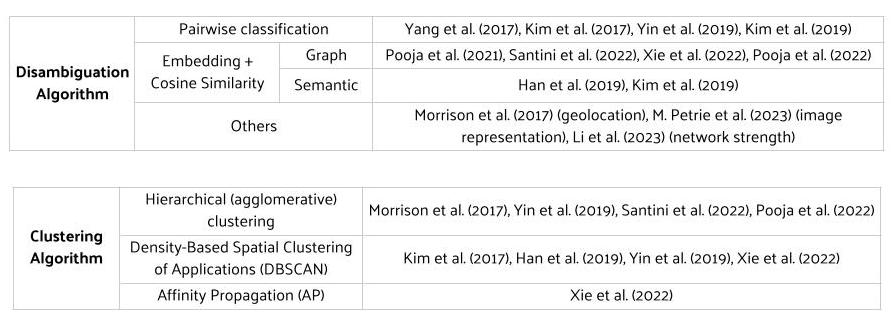 Disambiguation
Algorithm
Pairwise classification
Yang et al. (2017), Kim et al. (2017), Yin et al. (2019), Kim et al. (2019)
Embedding +
Cosine Similarity
Graph
Pooja et al. (2021), Santini et al. (2022), Xie et al. (2022), Pooja et al. (2022)
Semantic
Han et al. (2019), Kim et al. (2019)
Others
Morrison et al. (2017) (geolocation), M. Petrie et al. (2023) (image
representation), Li et al. (2023) (network strength)
Clustering
Algorithm
Hierarchical (agglomerative)
clustering
Morrison et al. (2017), Yin et al. (2019), Santini et al. (2022), Pooja et al. (2022)
Density-Based Spatial Clustering
of Applications (DBSCAN)
Kim et al. (2017), Han et al. (2019), Yin et al. (2019), Xie et al. (2022)
Affinity Propagation (AP)
Xie et al. (2022)